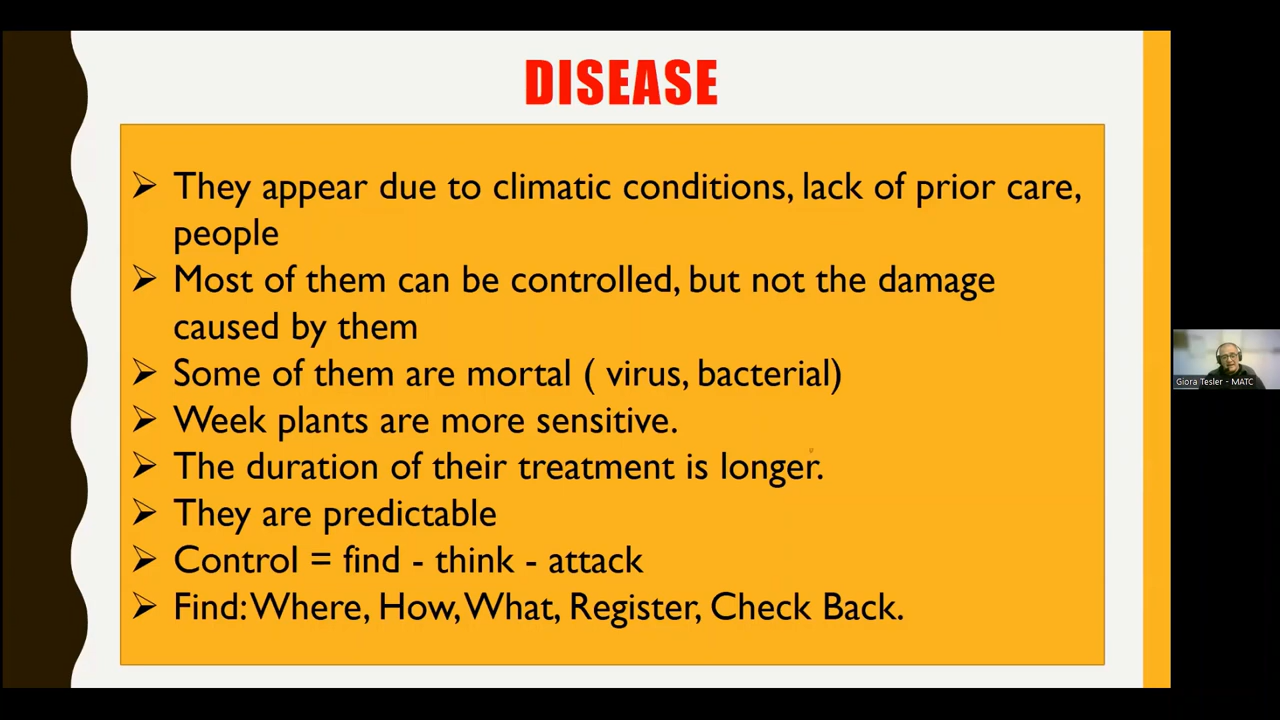 DISEASE
➢ They appear due to climatic conditions, lack of prior care,
people
➢ Most of them can be controlled, but not the damage
caused by them
➢ Some of them are mortal ( virus, bacterial)
➢ Week plants are more sensitive.
➢ The duration of their treatment is longer.
➢ They are predictable
➢ Control = find - think - attack
➢ Find: Where, How, What, Register, Check Back.
Giora Tesler - MATC